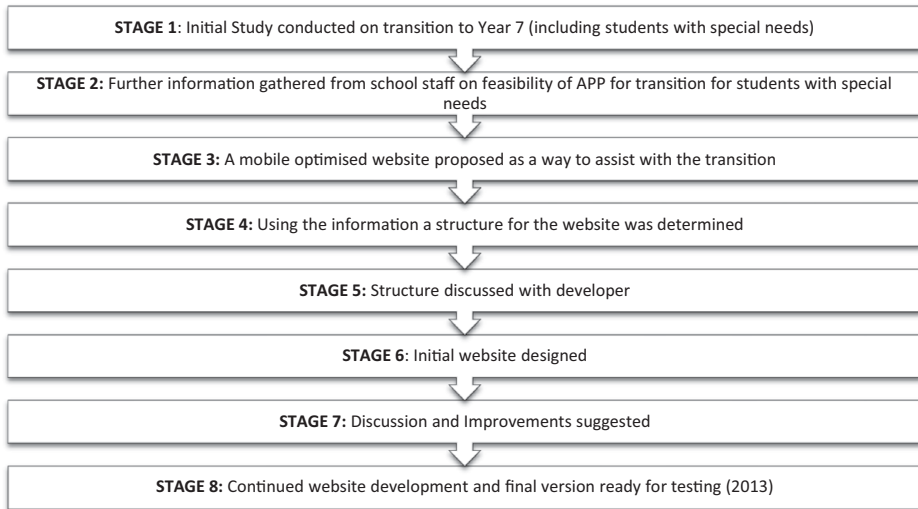 STAGE 1: Initial Study conducted on transition to Year 7 (including students with special needs)
STAGE 2: Further information gathered from school staff on feasibility of APP for transition for students with special
needs
STAGE 3: A mobile optimised website proposed as a way to assist with the transition
STAGE 4: Using the information a structure for the website was determined
STAGE 5: Structure discussed with developer
STAGE 6: Initial website designed
STAGE 7: Discussion and Improvements suggested
STAGE 8: Continued website development and final version ready for testing (2013)